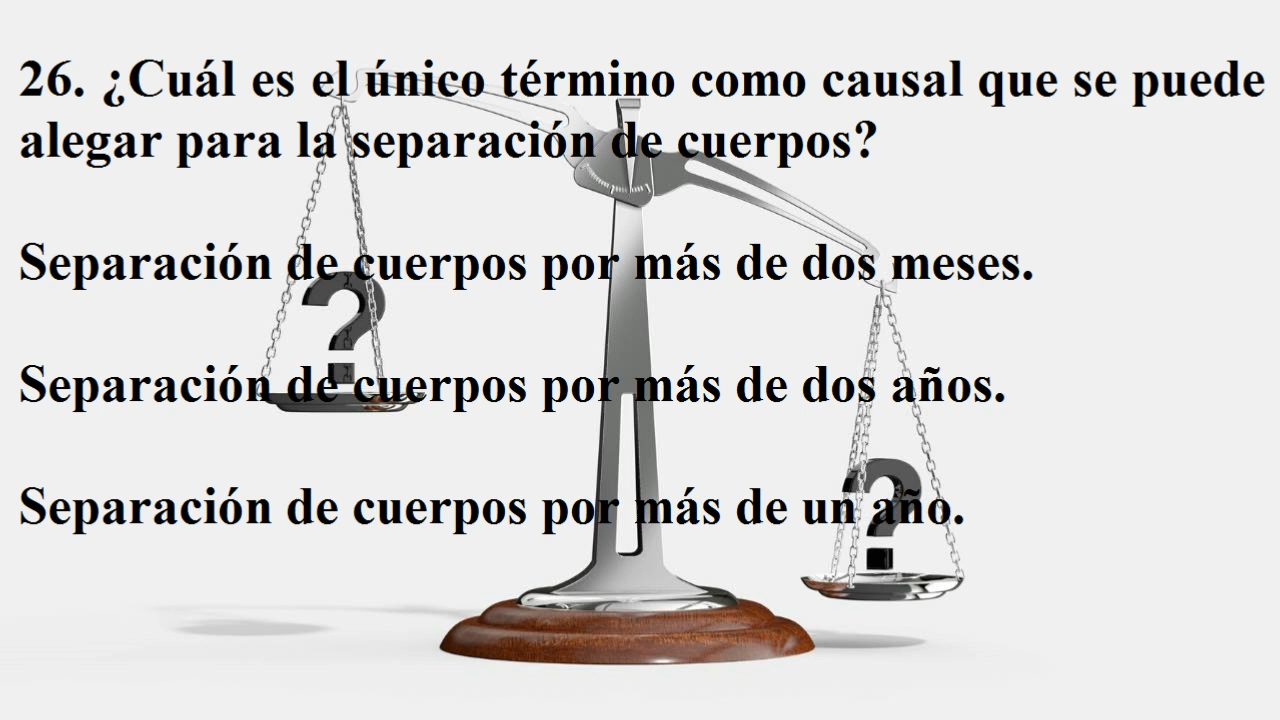 26. ¿Cuál es el único término como causal que se puede
alegar para la separación de cuerpos?
Separación de cuerpos por más de dos meses.
Separación de cuerpos por más de dos años.
Separación de cuerpos por más de un año.